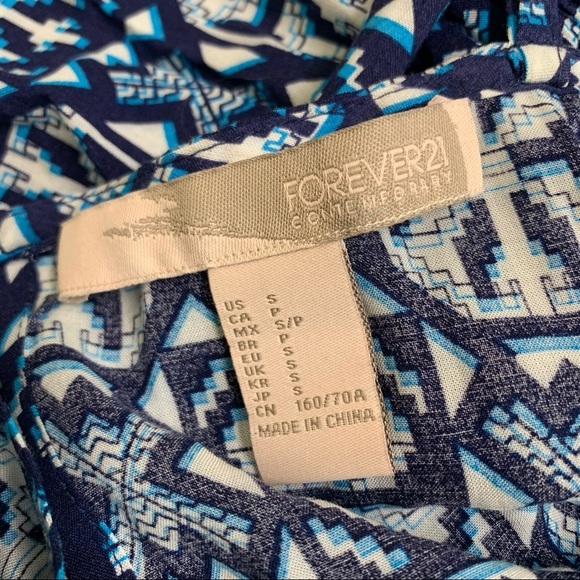 FOREVER21
CONTEMPORARY
US S
CA P
MX S/P
BR P
EU S
UK S
KR S
JP S
CN 160/70A
MADE IN CHINA